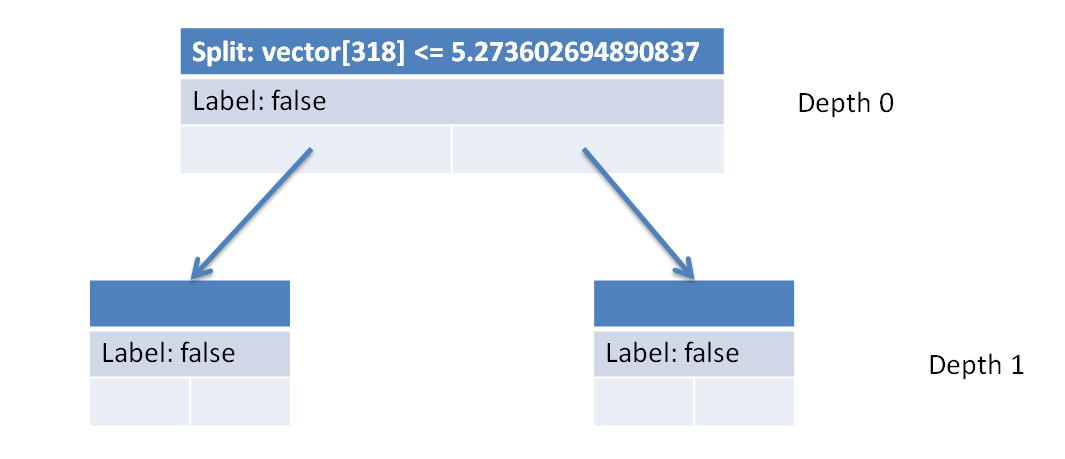 Split: vector[318] <= 5.273602694890837
Label: false
Depth 0
Label: false
Label: false
Depth 1